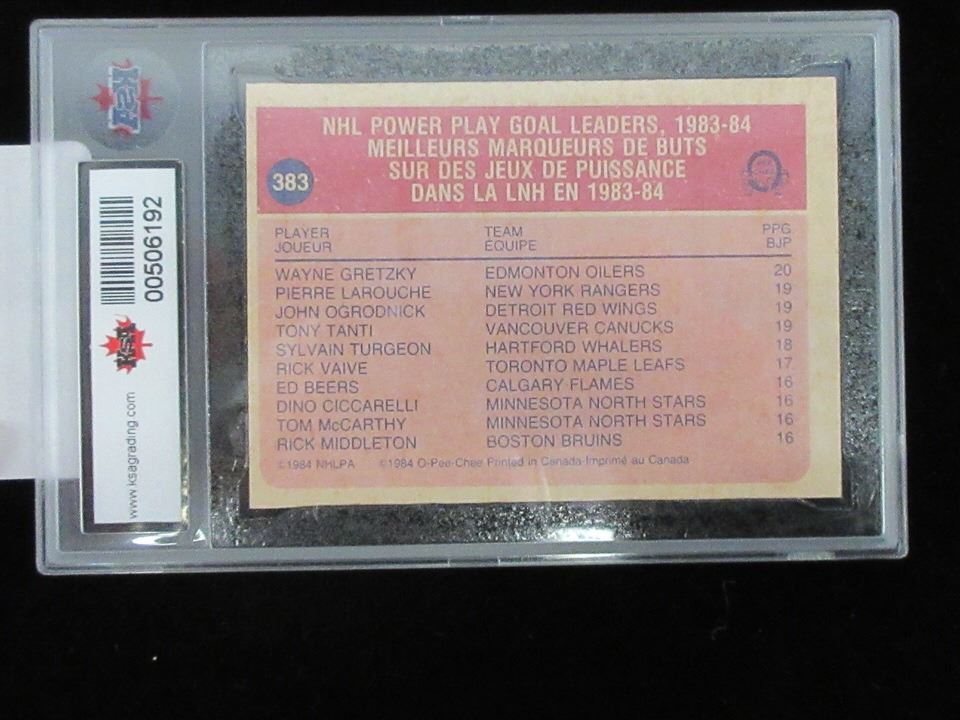 KSA
00506192
KSA
www.ksagrading.com
383
NHL POWER PLAY GOAL LEADERS, 1983-84
MEILLEURS MARQUEURS DE BUTS
SUR DES JEUX DE PUISSANCE
DANS LA LNH EN 1983-84
PLAYER TEAM PPG
JOUEUR ÉQUIPE BJP
WAYNE GRETZKY EDMONTON OILERS 20
PIERRE LAROUCHE NEW YORK RANGERS 19
JOHN OGRODNICK DETROIT RED WINGS 19
TONY TANTI VANCOUVER CANUCKS 19
SYLVAIN TURGEON HARTFORD WHALERS 18
RICK VAIVE TORONTO MAPLE LEAFS 17
ED BEERS CALGARY FLAMES 16
DINO CICCARELLI MINNESOTA NORTH STARS 16
TOM McCARTHY MINNESOTA NORTH STARS 16
RICK MIDDLETON BOSTON BRUINS 16
©1984 NHLPA ©1984 O-Pee-Chee Printed in Canada-Imprimé au Canada